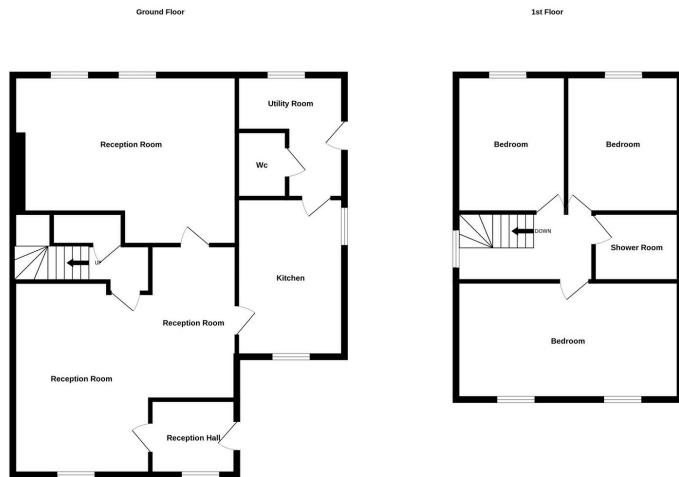 Ground Floor
1st Floor
Utility Room
Reception Room
Wc
Bedroom
Bedroom
DOWN
Shower Room
UP
Kitchen
Reception Room
Reception Room
Bedroom
Reception Hall